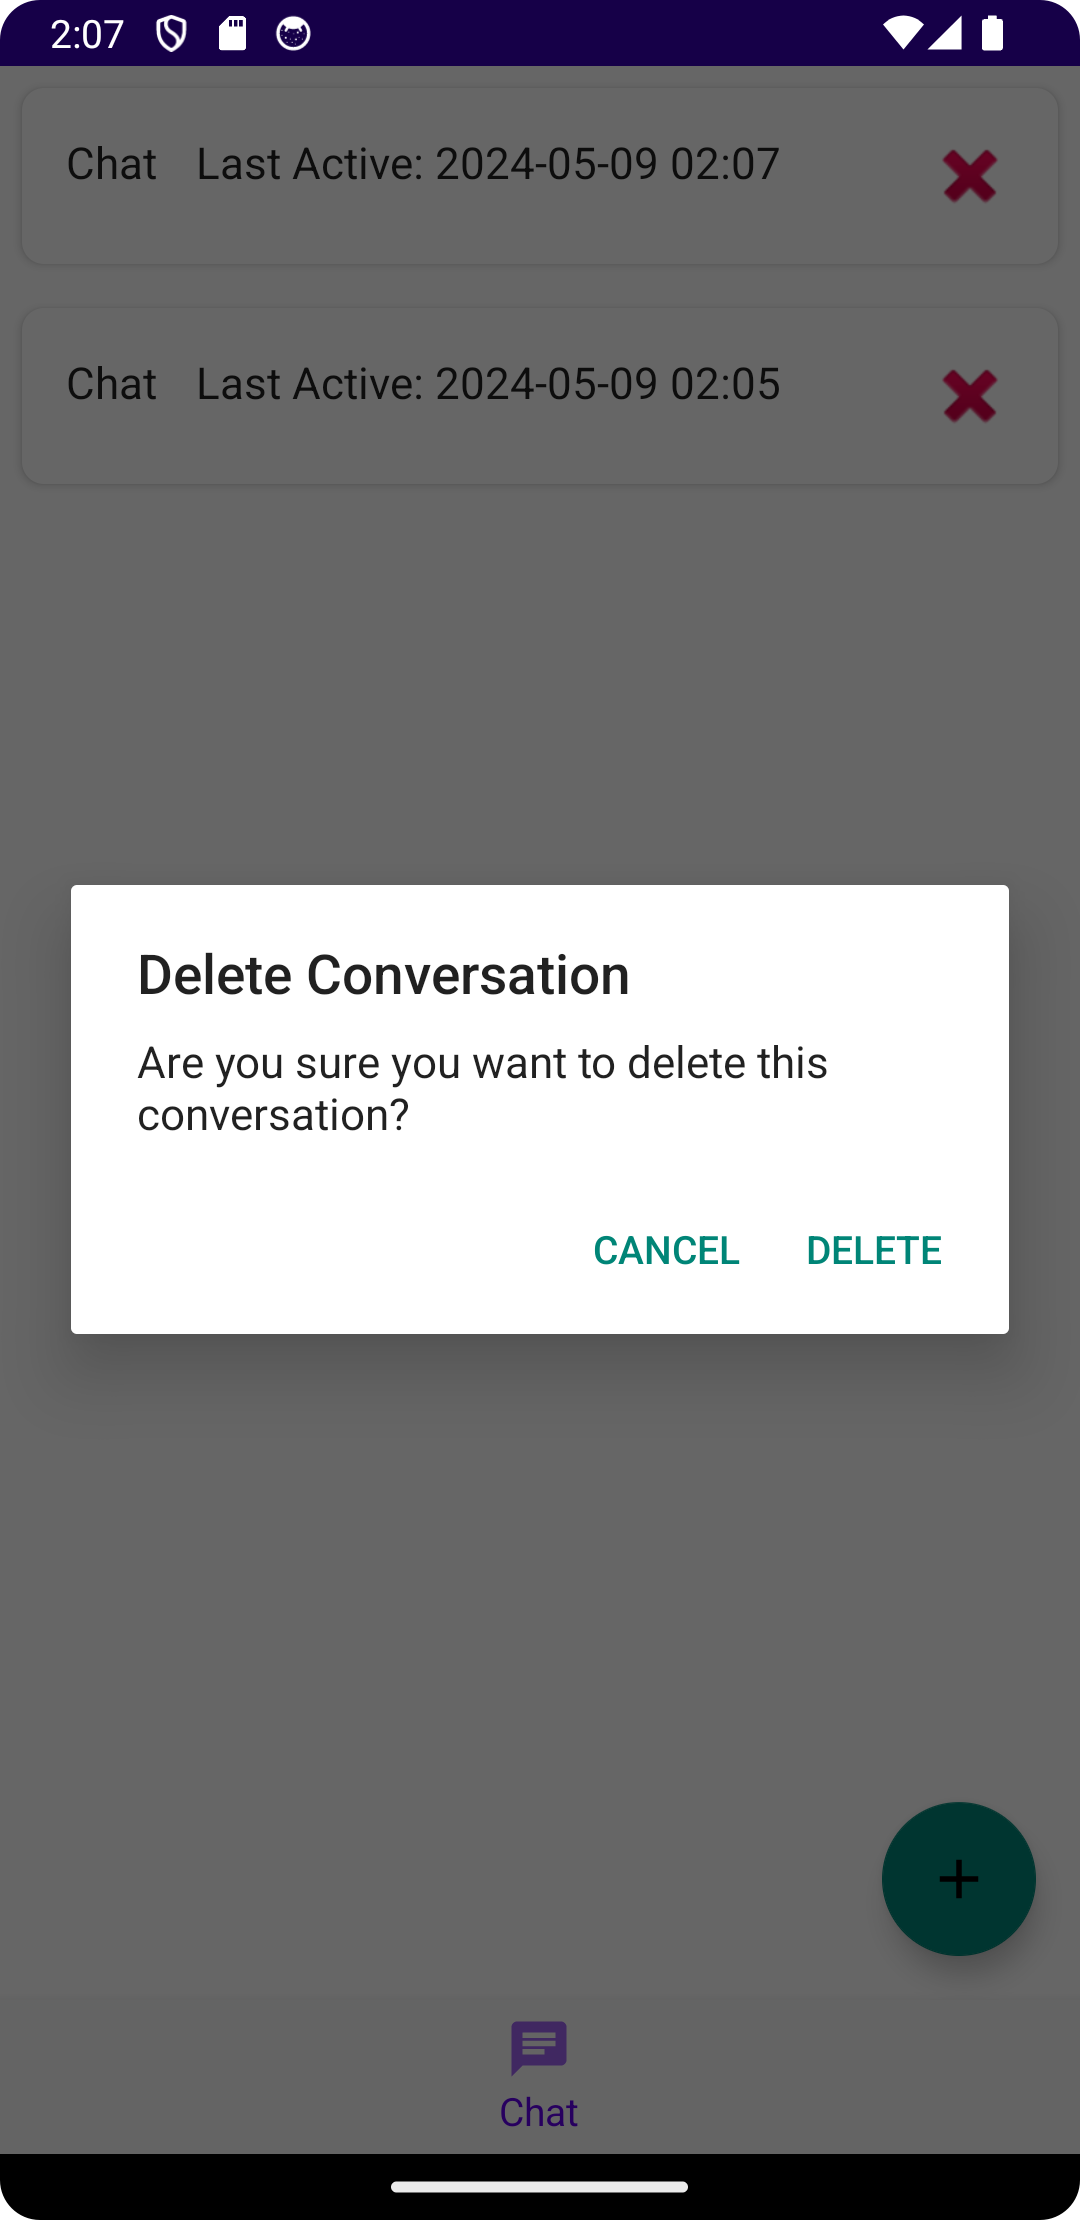 2:07
Chat Last Active: 2024-05-09 02:07
Chat Last Active: 2024-05-09 02:05
Delete Conversation
Are you sure you want to delete this
conversation?
CANCEL DELETE
Chat